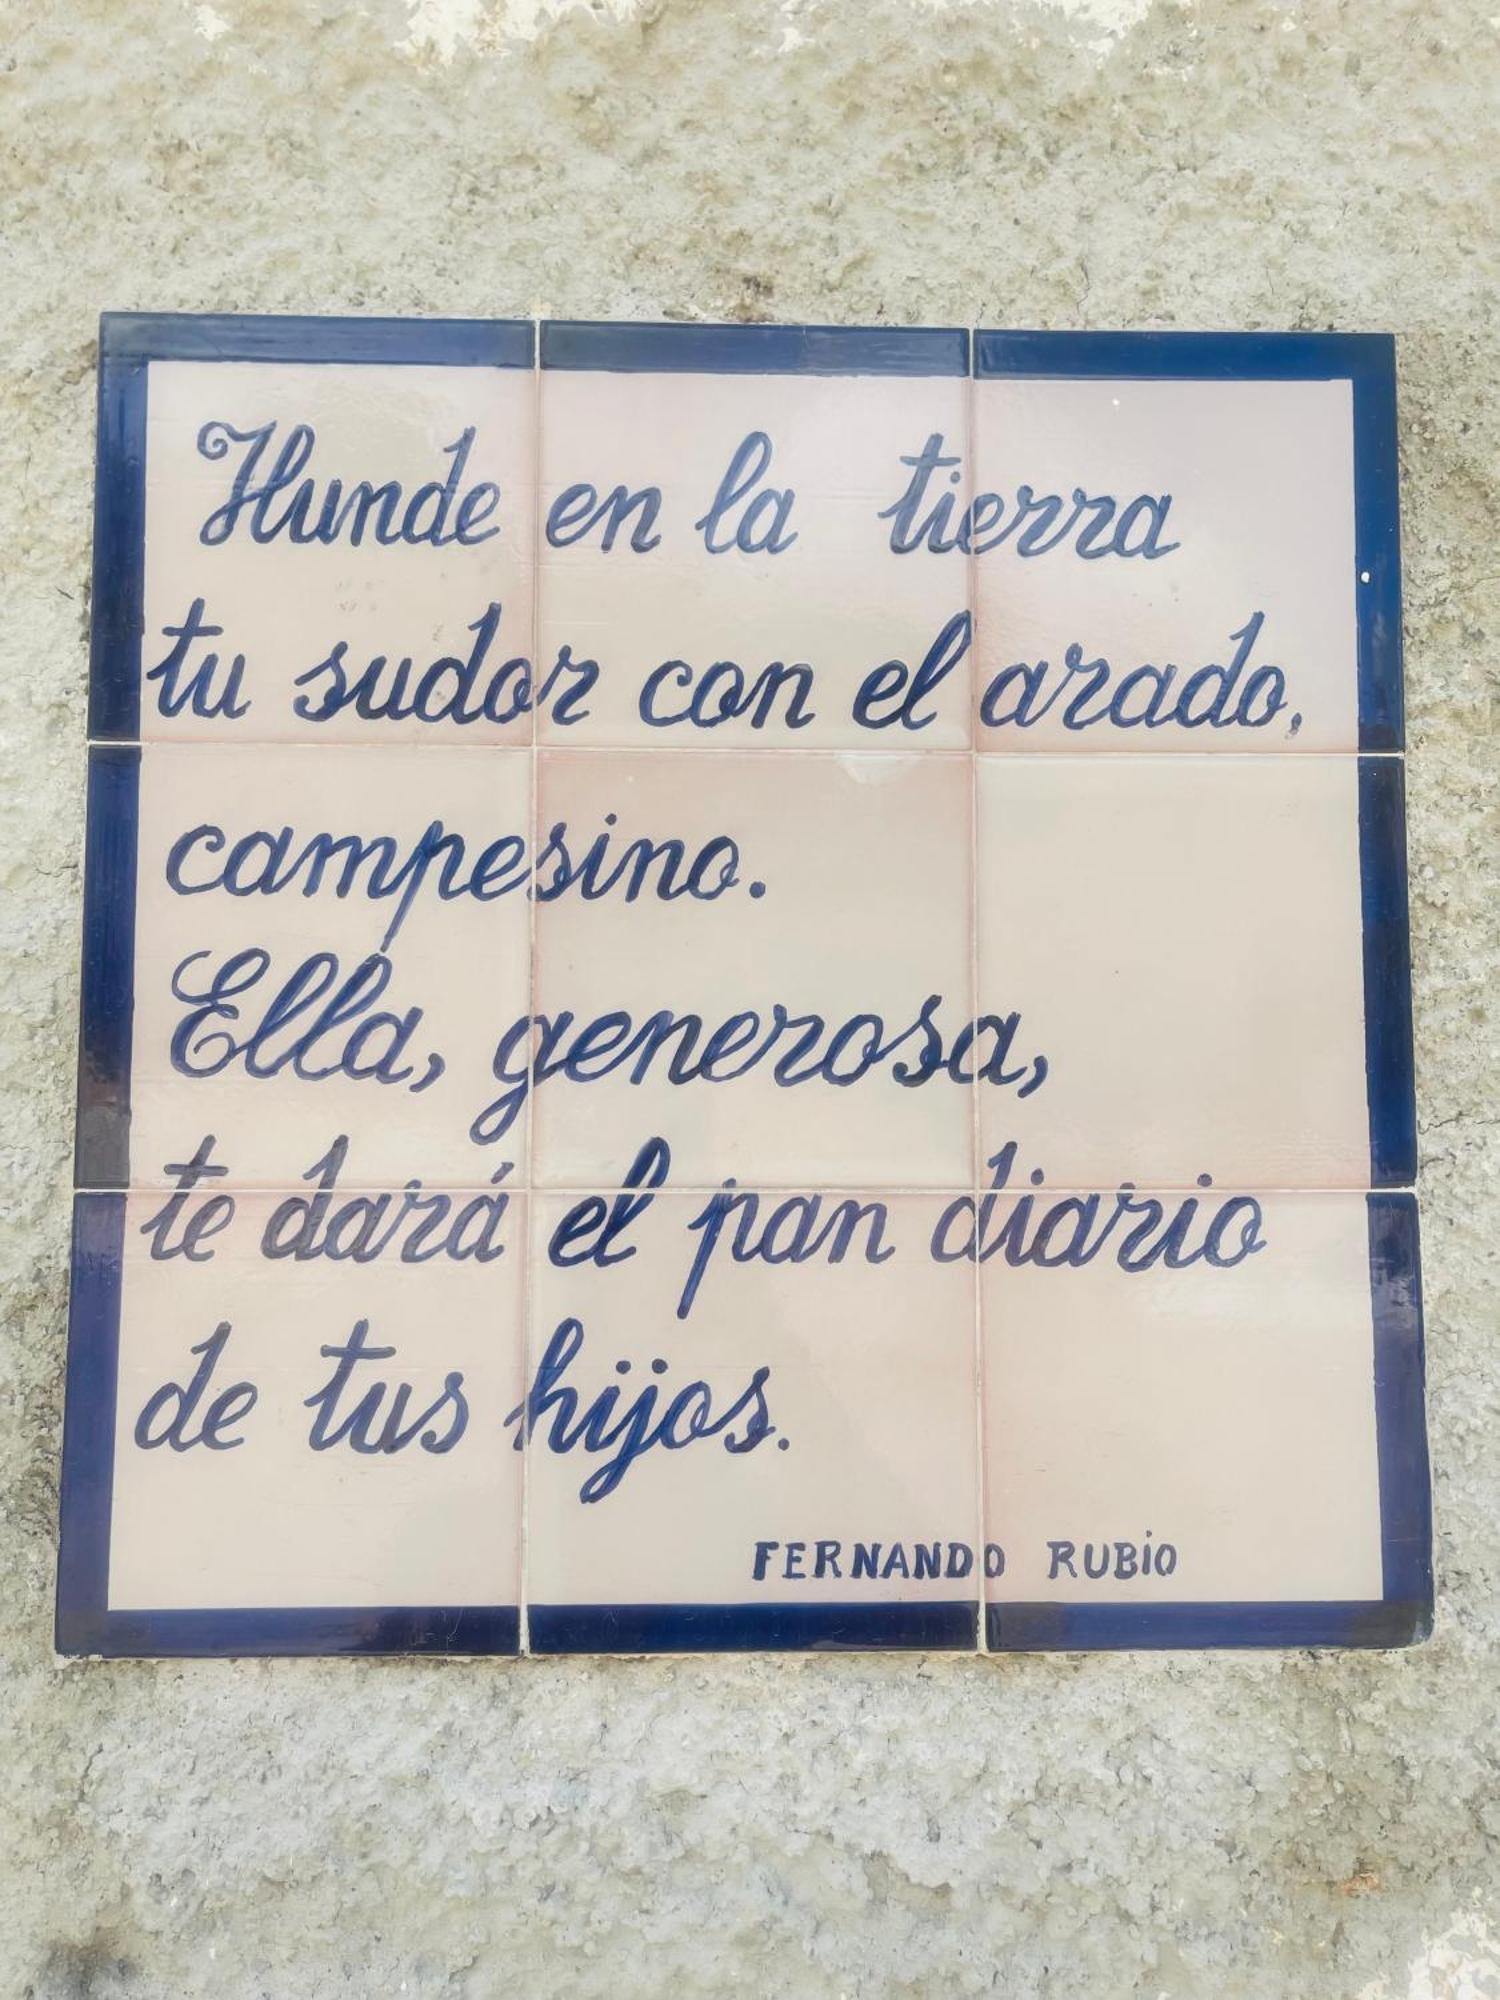 Hunde en la tierra
tu sudor con el arado,
campesino.
Ella, generosa,
te dará el pan diario
de tus hijos.
FERNANDO RUBIO